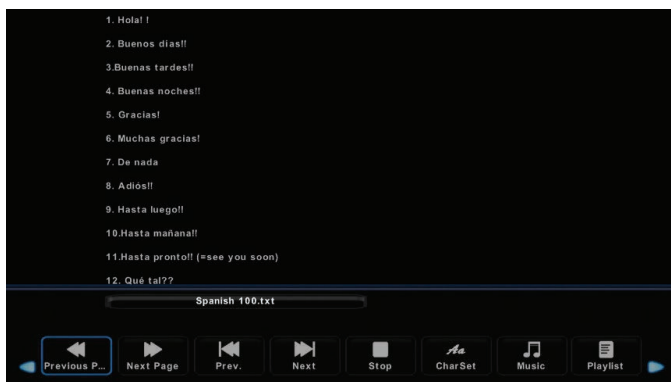 1. Hola! !
2. Buenos días!!
3.Buenas tardes!!
4. Buenas noches!!
5. Gracias!
6. Muchas gracias!
7. De nada
8. Adiós!!
9. Hasta luego!!
10.Hasta mañana!!
11.Hasta pronto!! (=see you soon)
12. Qué tal??
Spanish 100.txt
Previous P... Next Page Prev. Next Stop CharSet Music Playlist